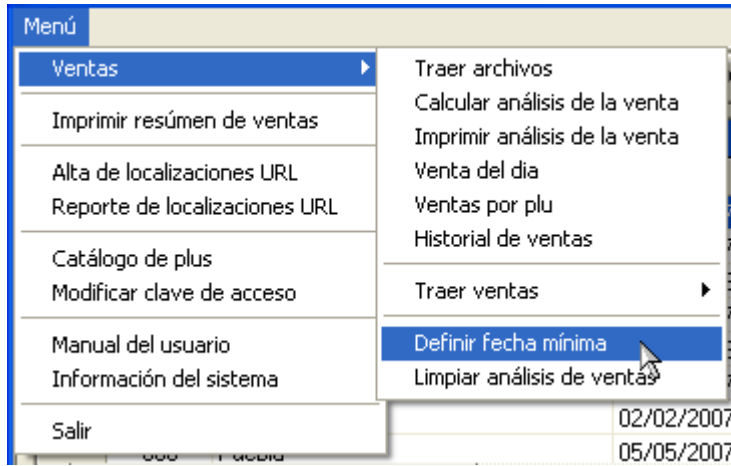 Menú
Ventas
Imprimir resúmen de ventas
Alta de localizaciones URL
Reporte de localizaciones URL
Catálogo de plus
Modificar clave de acceso
Manual del usuario
Información del sistema
Salir
Traer archivos
Calcular análisis de la venta
Imprimir análisis de la venta
Venta del dia
Ventas por plu
Historial de ventas
Traer ventas
Definir fecha mínima
Limpiar análisis de ventas
02/02/2007
05/05/2007